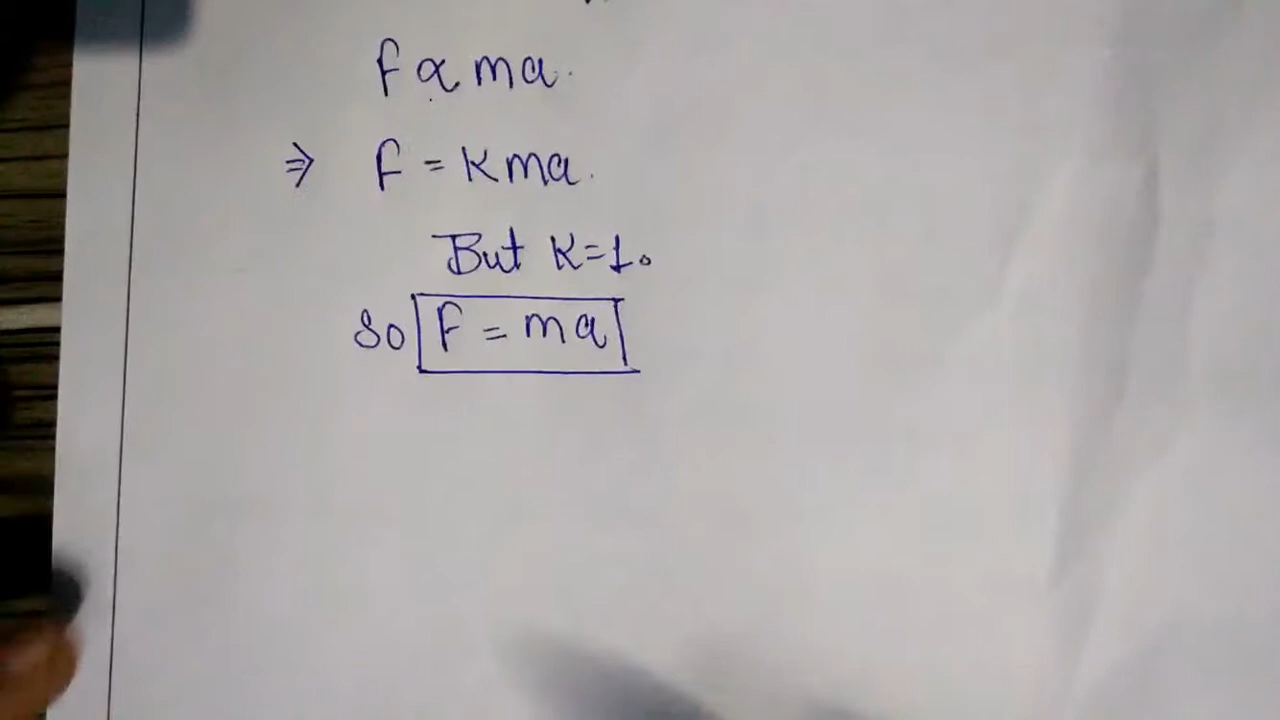 F ∝ ma.
⇒ F = Kma.
But K=1.
So F = ma